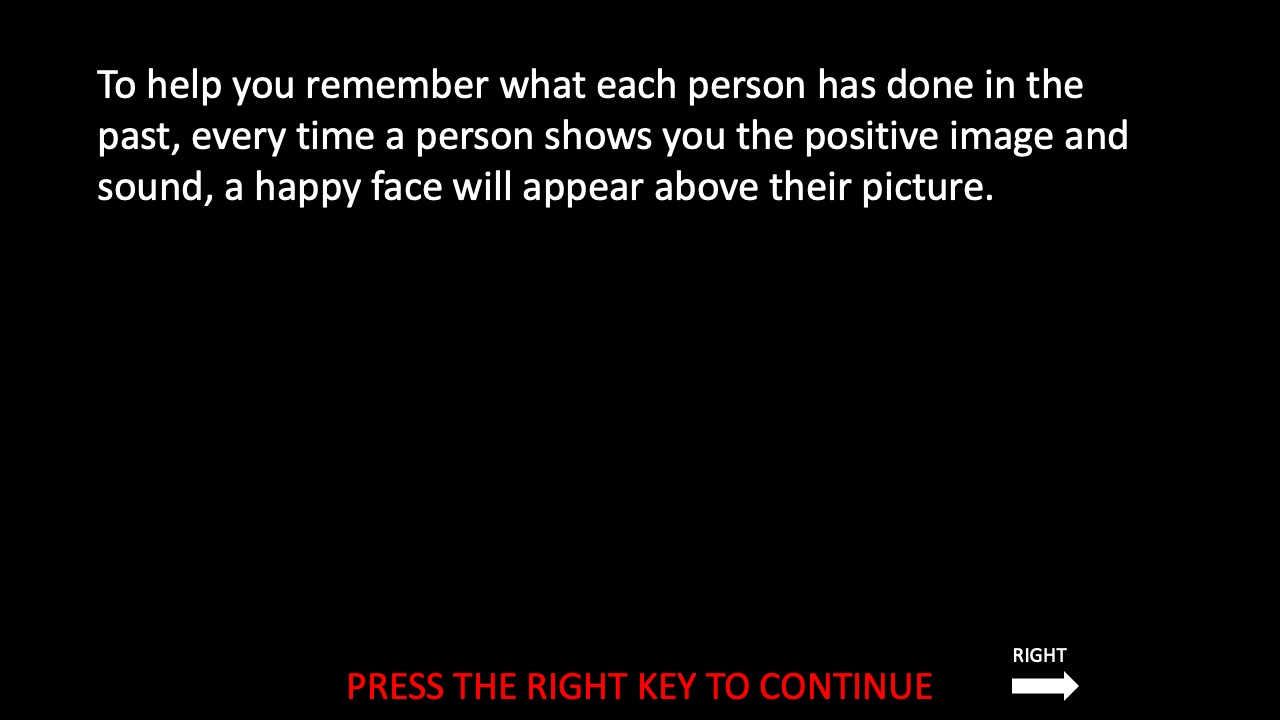 To help you remember what each person has done in the
past, every time a person shows you the positive image and
sound, a happy face will appear above their picture.
RIGHT
PRESS THE RIGHT KEY TO CONTINUE